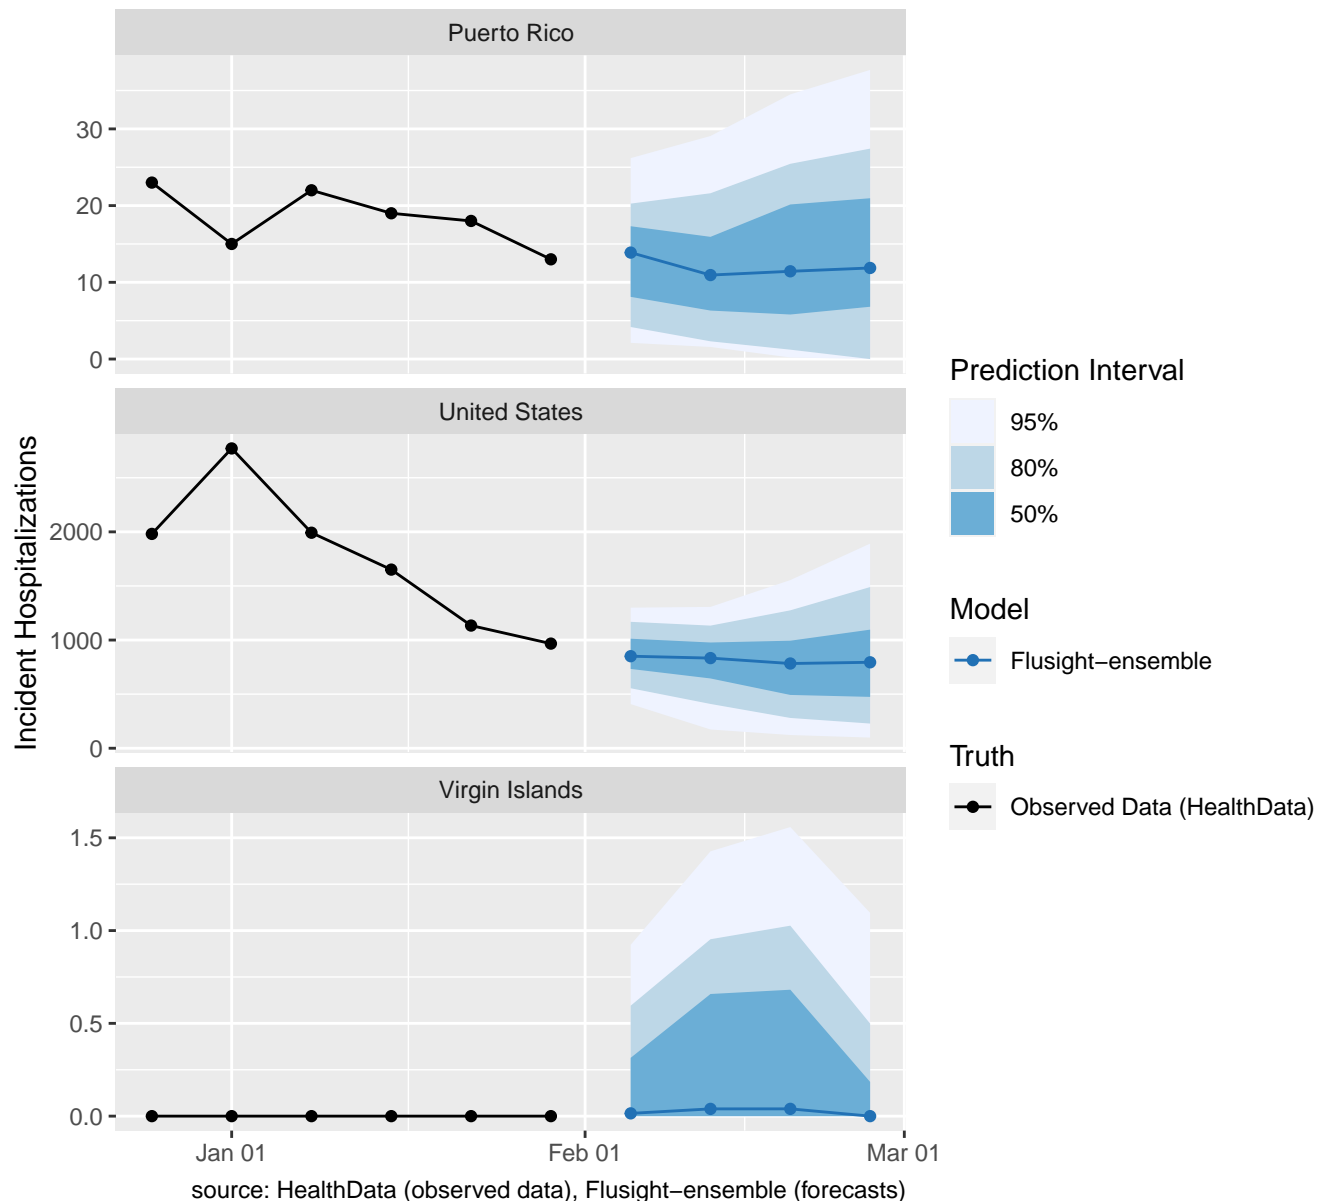 Puerto Rico
30
20
10
0
United States
2000
1000
0
Virgin Islands
1.5
1.0
0.5
0.0
Jan 01
Feb 01
Mar 01
Incident Hospitalizations
source: HealthData (observed data), Flusight−ensemble (forecasts)
Prediction Interval
95%
80%
50%
Model
Flusight−ensemble
Truth
Observed Data (HealthData)